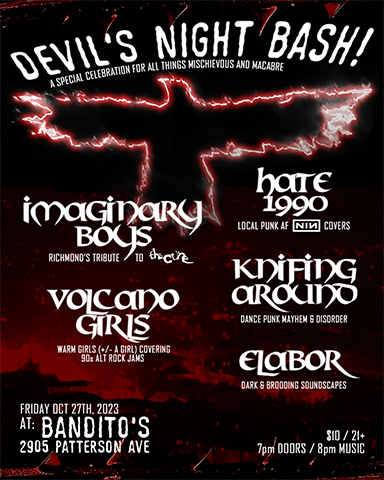 DEVIL'S NIGHT BASH!
A SPECIAL CELEBRATION FOR ALL THINGS MISCHIEVOUS AND MACABRE
imaginary
boys
RICHMOND'S TRIBUTE TO the cure
hate
1990
LOCAL PUNK AF NIN COVERS
volcano
girls
WARM GIRLS (+/- A GIRL) COVERING
90s ALT ROCK JAMS
knifing
around
DANCE PUNK MAYHEM & DISORDER
elabor
DARK & BROODING SOUNDSCAPES
FRIDAY OCT 27TH, 2023
AT: BANDITO'S
2905 PATTERSON AVE
$10 / 21+
7pm DOORS / 8pm MUSIC